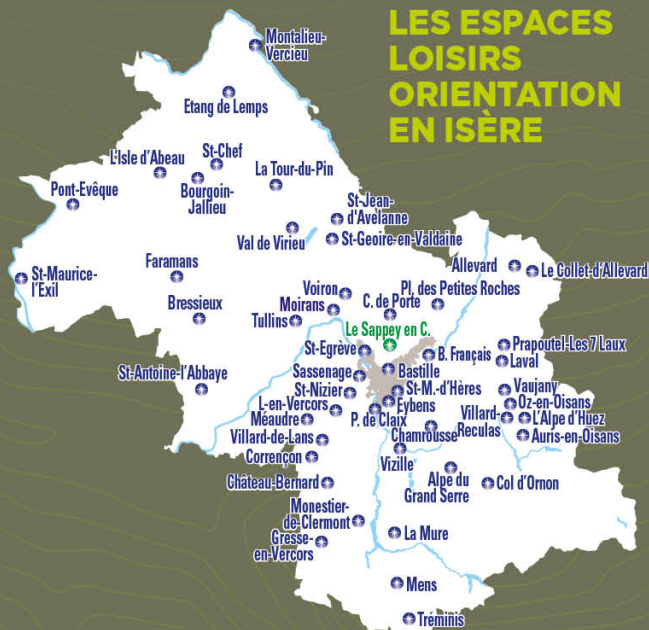 LES ESPACES
LOISIRS
ORIENTATION
EN ISÈRE
Montalieu-
Vercieu
Etang de Lemps
L'Isle d'Abeau
St-Chef
La Tour-du-Pin
Pont-Evêque
Bourgoin-
Jallieu
St-Jean-
d'Avelanne
Val de Virieu
St-Geoire-en-Valdaine
St-Maurice-
l'Exil
Faramans
Allevard
Le Collet-d'Allevard
Bressieux
Voiron
Moirans
Tullins
C. de Porte
Pl. des Petites Roches
Le Sappey en C.
St-Egrève
B. Français
Prapoutel-Les 7 Laux
Laval
St-Antoine-l'Abbaye
Sassenage
Bastille
St-Nizier
St-M.-d'Hères
Vaujany
L-en-Vercors
Eybens
Oz-en-Oisans
Méaudre
P. de Claix
Villard-
Reculas
L'Alpe d'Huez
Villard-de-Lans
Chamrousse
Auris-en-Oisans
Corrençon
Vizille
Château-Bernard
Alpe du
Grand Serre
Col d'Ornon
Monestier-
de-Clermont
Gresse-
en-Vercors
La Mure
Mens
Tréminis